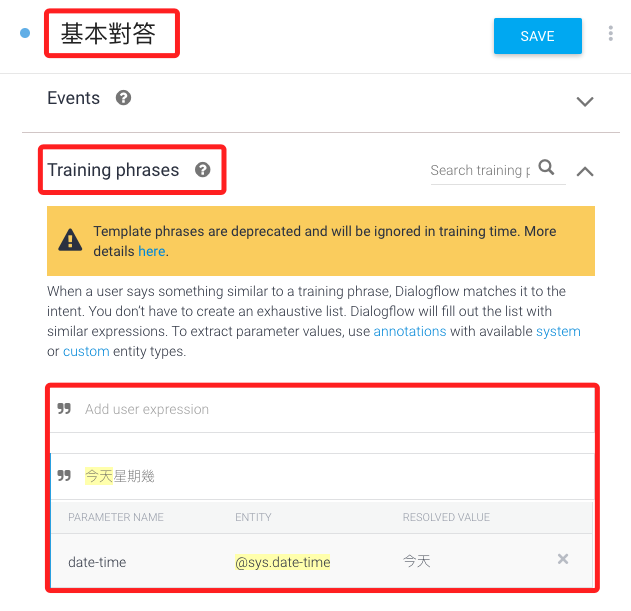 基本對答
SAVE
Events
Training phrases
Search training p
Template phrases are deprecated and will be ignored in training time. More
details here.
When a user says something similar to a training phrase, Dialogflow matches it to the
intent. You don't have to create an exhaustive list. Dialogflow will fill out the list with
similar expressions. To extract parameter values, use annotations with available system
or custom entity types.
Add user expression
今天星期幾
PARAMETER NAME ENTITY RESOLVED VALUE
date-time @sys.date-time 今天